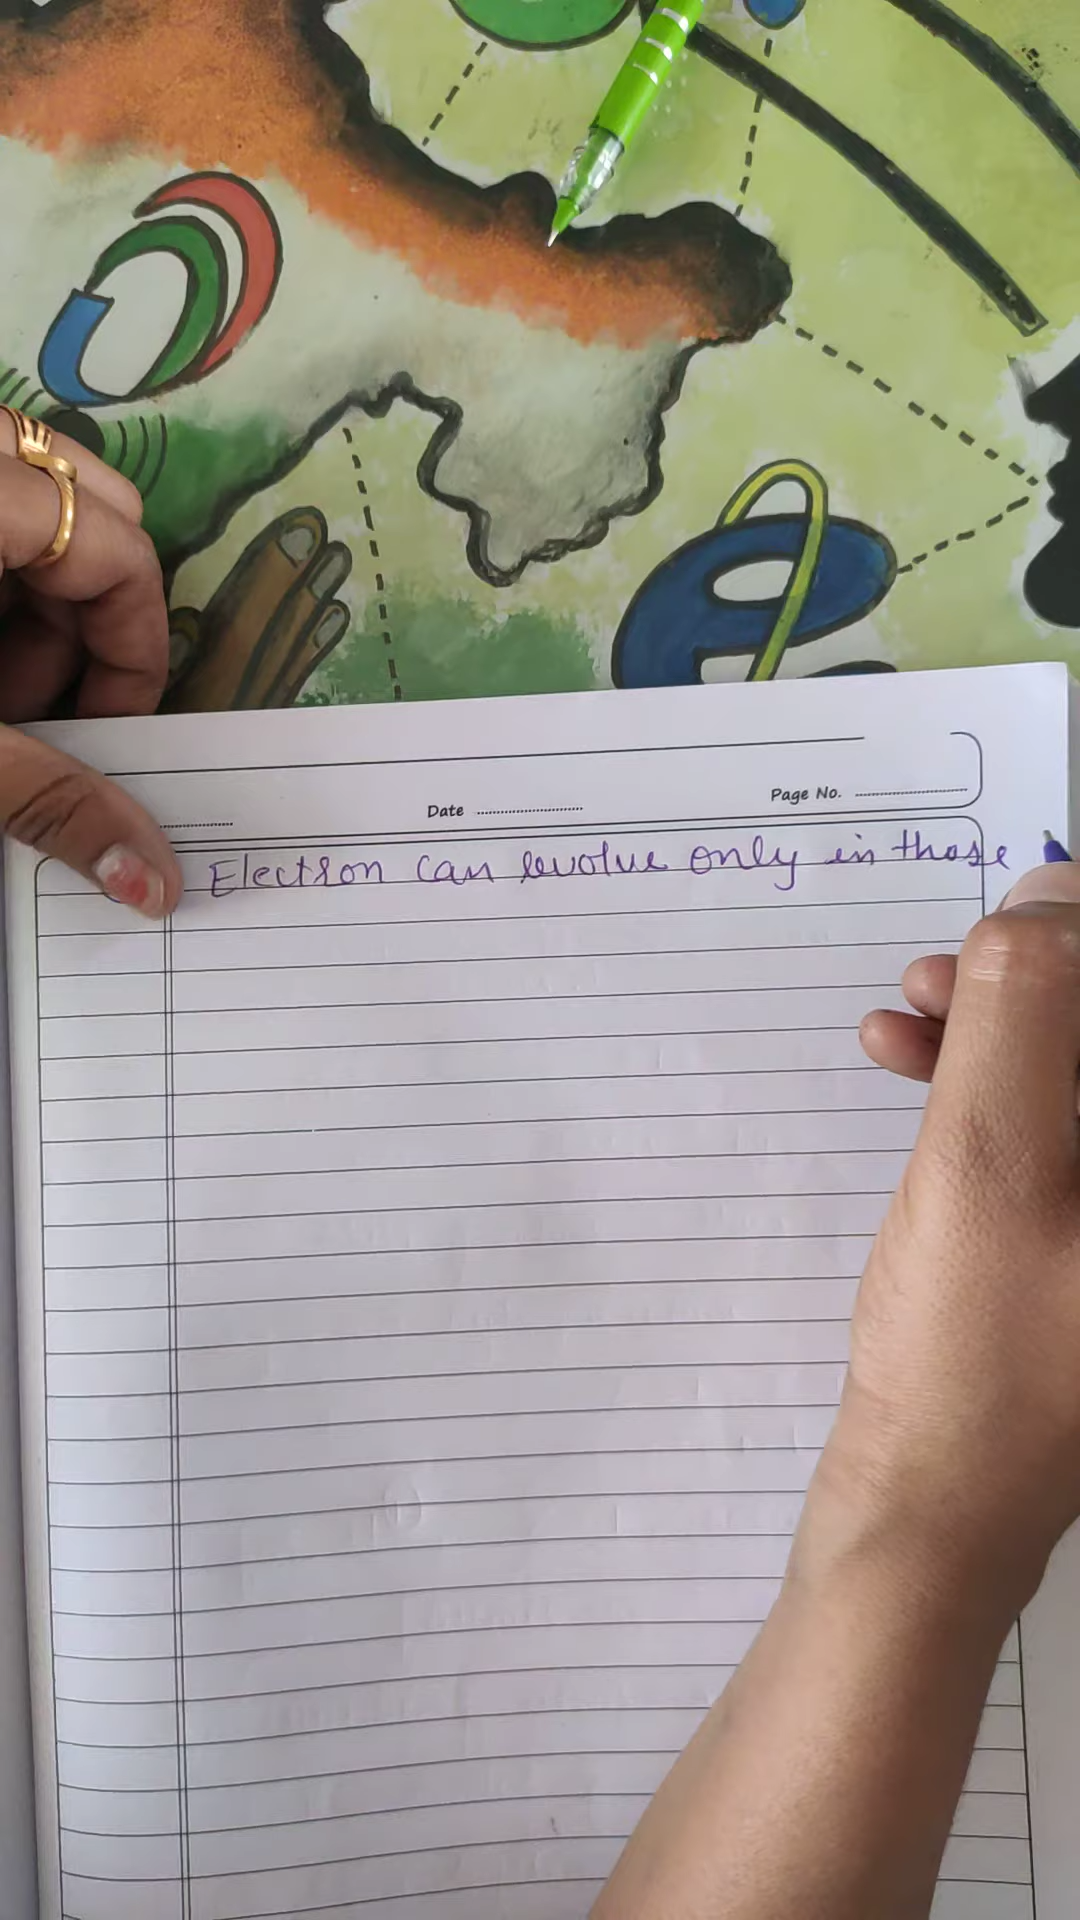 Date ........................
Page No. ........................
Electron can revolve only in those